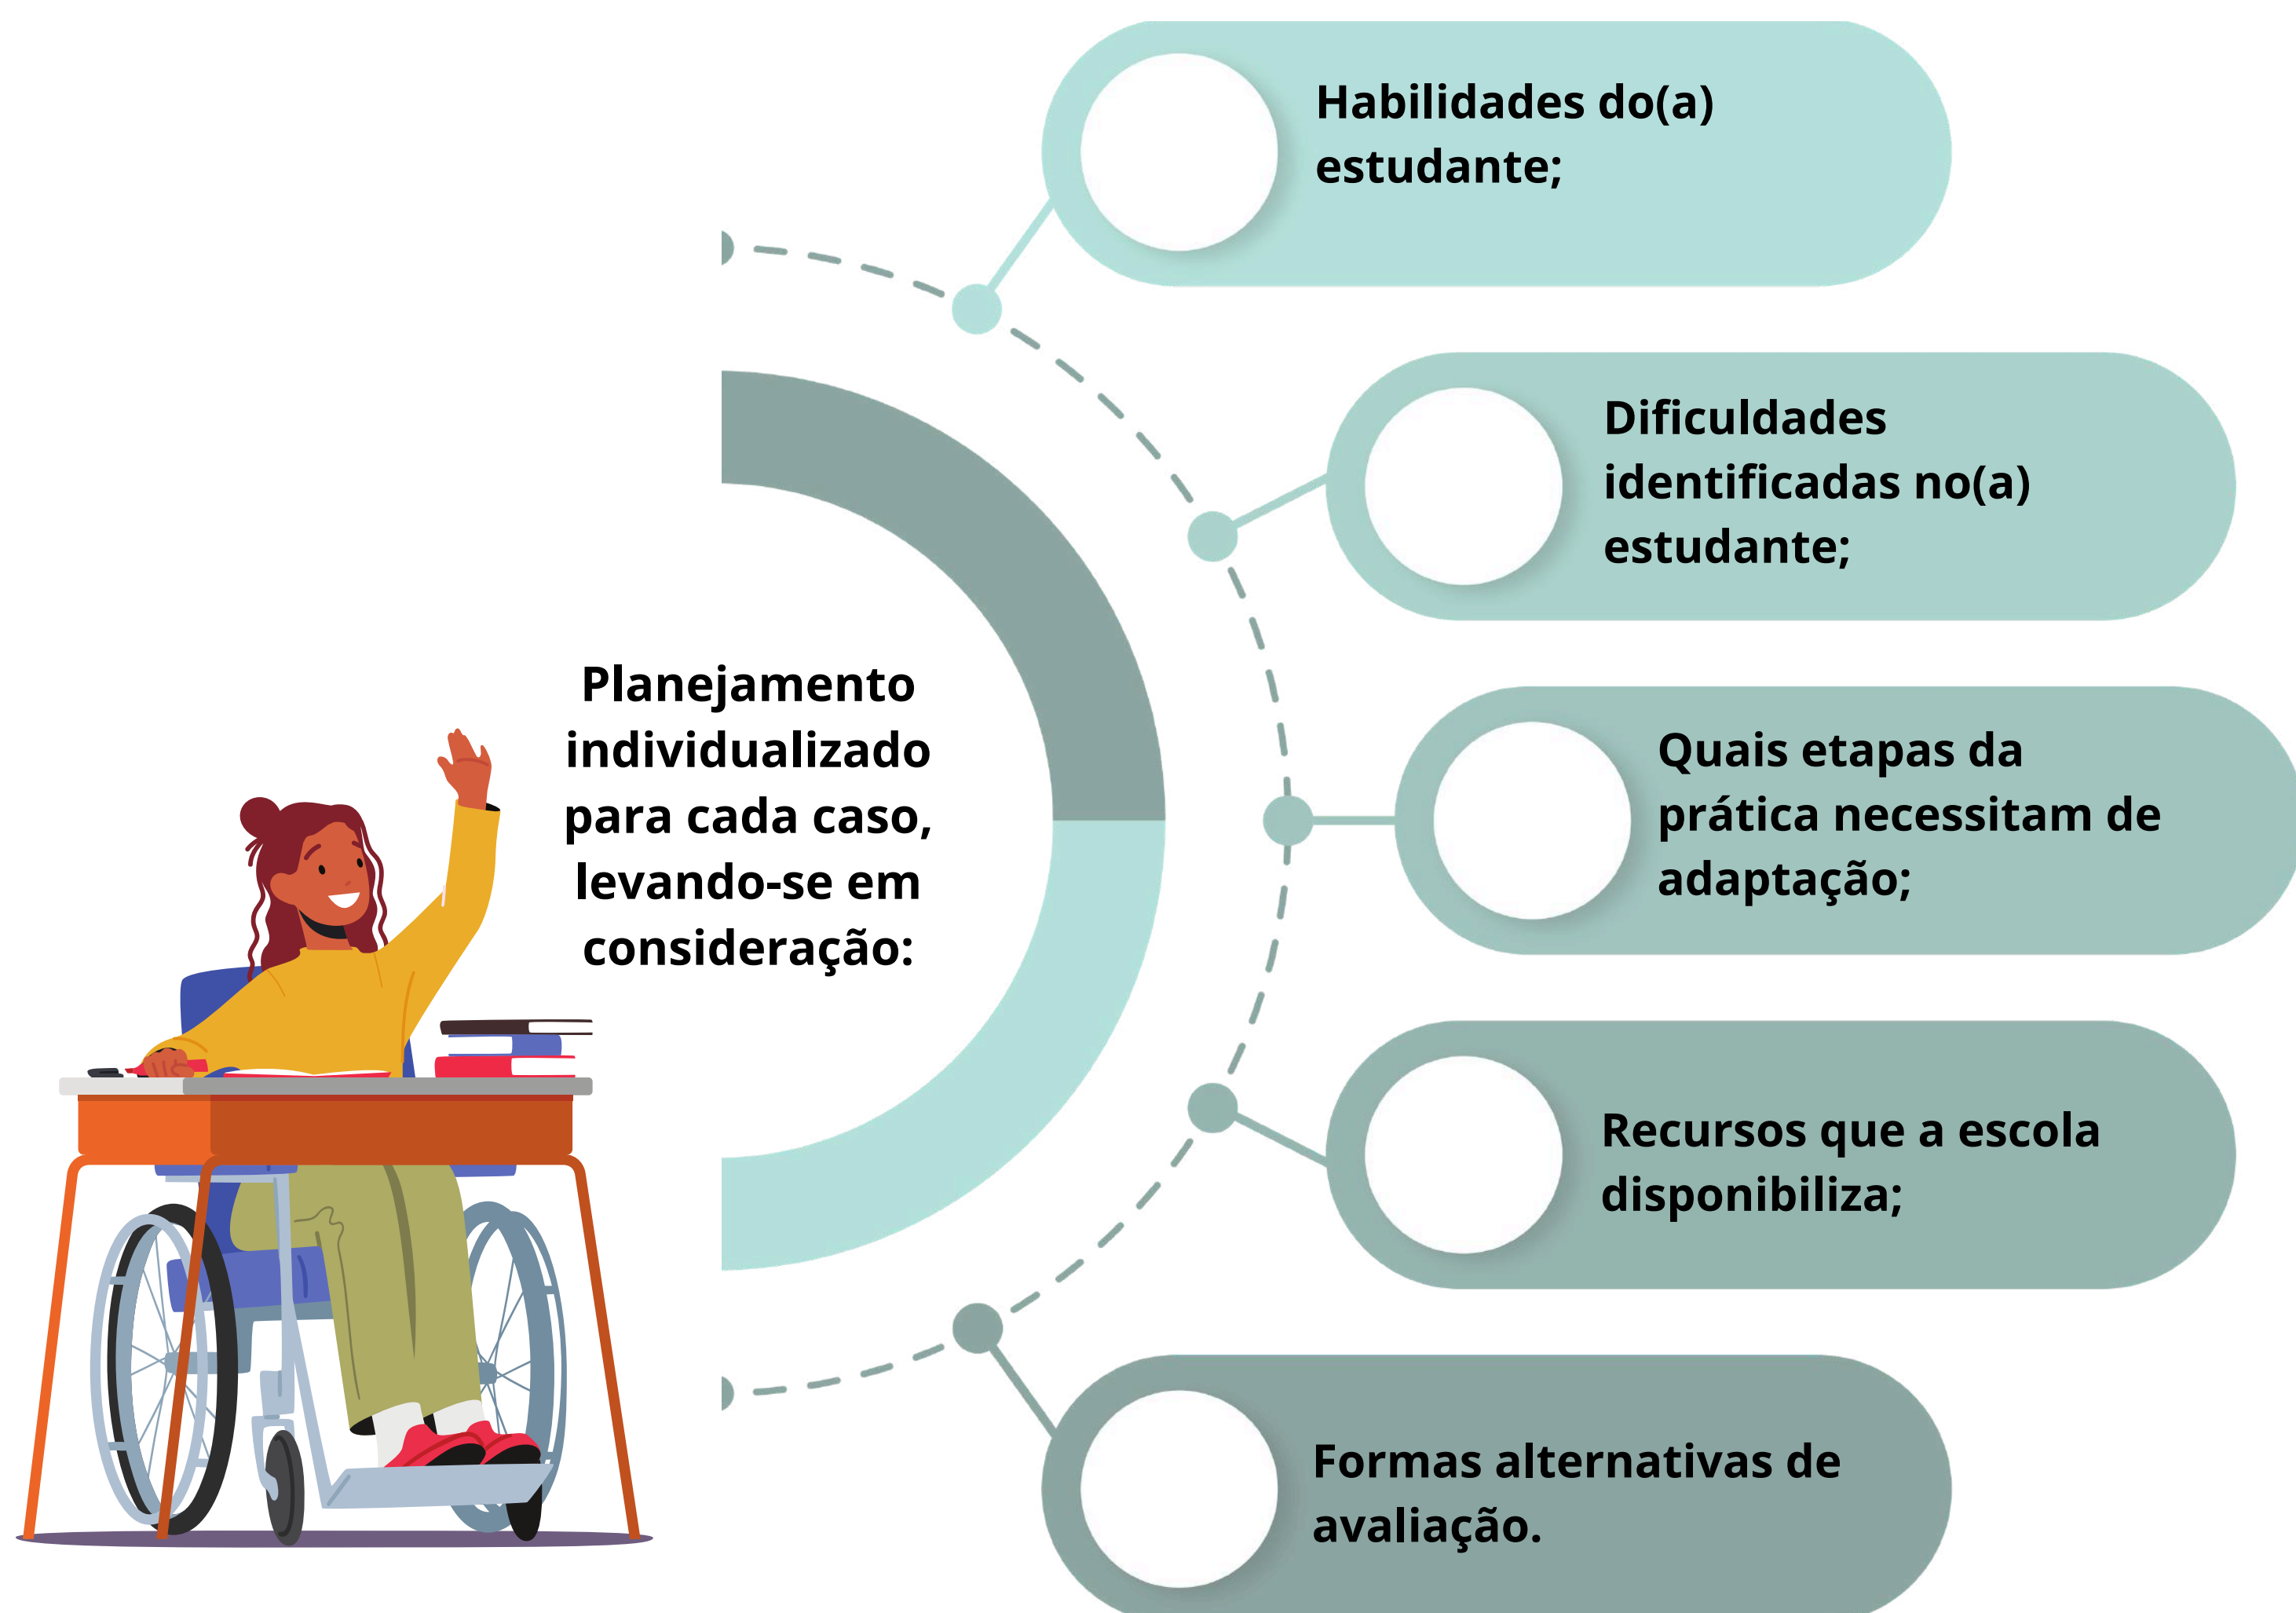 Planejamento
individualizado
para cada caso,
levando-se em
consideração:
Habilidades do(a)
estudante;
Dificuldades
identificadas no(a)
estudante;
Quais etapas da
prática necessitam de
adaptação;
Recursos que a escola
disponibiliza;
Formas alternativas de
avaliação.